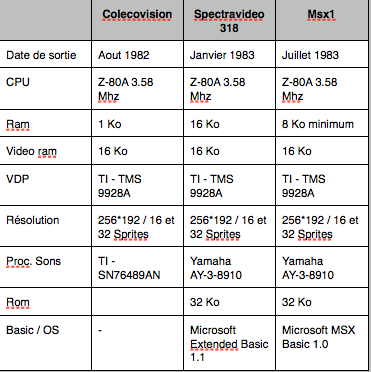 Colecovision Spectravideo Msx1
318
Date de sortie Aout 1982 Janvier 1983 Juillet 1983
CPU Z-80A 3.58 Z-80A 3.58 Z-80A 3.58
Mhz Mhz Mhz
Ram 1 Ko 16 Ko 8 Ko minimum
Video ram 16 Ko 16 Ko 16 Ko
VDP TI - TMS TI - TMS TI - TMS
9928A 9928A 9928A
Résolution 256*192 / 16 et 256*192 / 16 et 256*192 / 16 et
32 Sprites 32 Sprites 32 Sprites
Proc. Sons TI - Yamaha Yamaha
SN76489AN AY-3-8910 AY-3-8910
Rom 32 Ko 32 Ko
Basic / OS - Microsoft Microsoft MSX
Extended Basic Basic 1.0
1.1